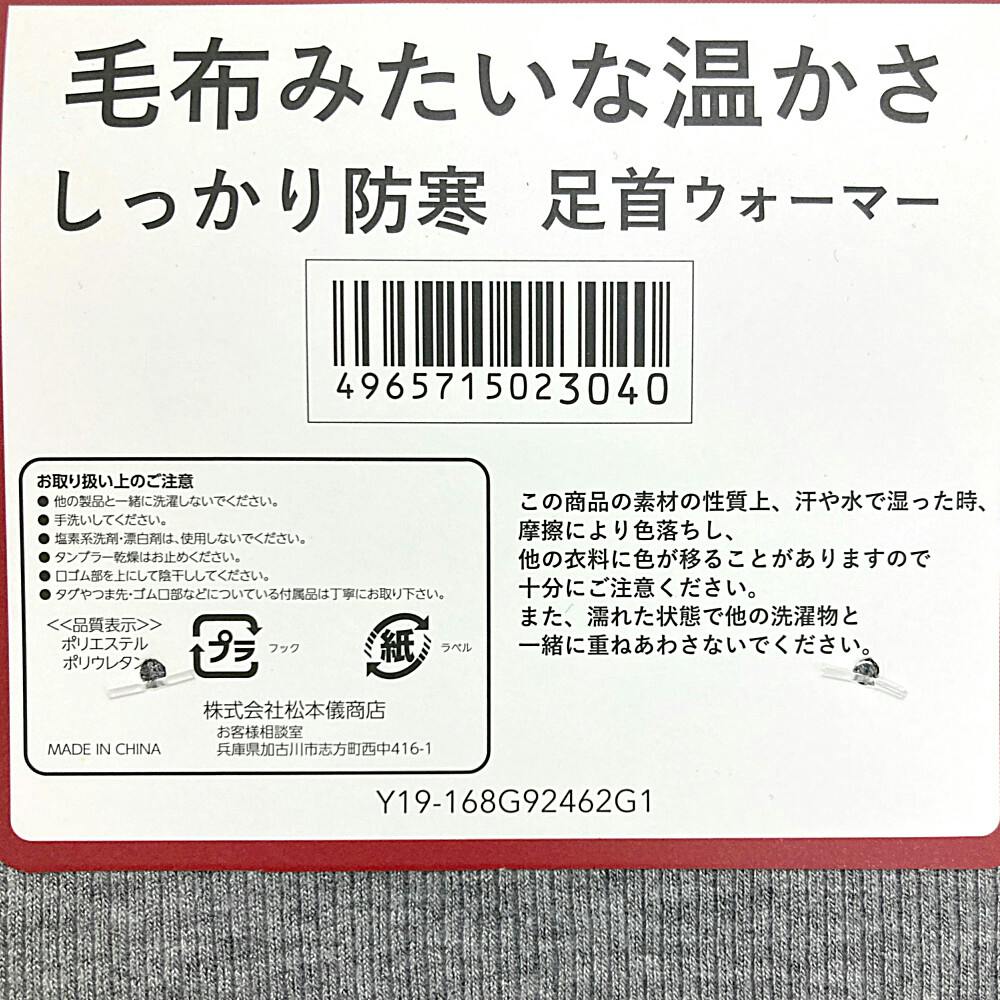 毛布みたいな温かさ
しっかり防寒 足首ウォーマー
4965715023040
お取り扱い上のご注意
● 他の製品と一緒に洗濯しないでください。
● 手洗いしてください。
● 塩素系洗剤・漂白剤は、使用しないでください。
● タンブラー乾燥はお止めください。
● 口ゴム部を上にして陰干ししてください。
● タグやつま先・ゴム口部などについている付属品は丁寧にお取り下さい。
<<品質表示>>
ポリエステル
ポリウレタン
プラ フック
紙 ラベル
株式会社松本儀商店
お客様相談室
MADE IN CHINA 兵庫県加古川市志方町西中416-1
この商品の素材の性質上、汗や水で湿った時、
摩擦により色落ちし、
他の衣料に色が移ることがありますので
十分にご注意ください。
また、濡れた状態で他の洗濯物と
一緒に重ねあわさないでください。
Y19-168G92462G1